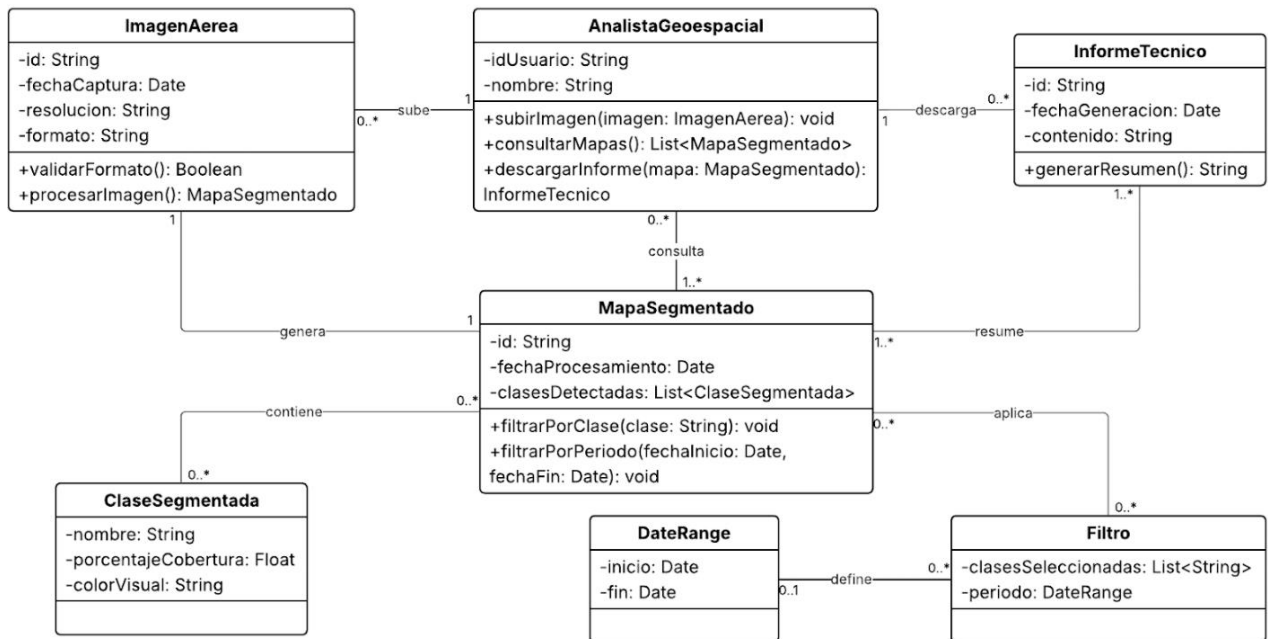 ImagenAerea
-id: String
-fechaCaptura: Date
-resolucion: String
-formato: String
+validarFormato(): Boolean
+procesarImagen(): MapaSegmentado
0..*
sube
1
AnalistaGeoespacial
-idUsuario: String
-nombre: String
+subirImagen(imagen: ImagenAerea): void
+consultarMapas(): List<MapaSegmentado>
+descargarInforme(mapa: MapaSegmentado):
InformeTecnico
1
descarga
0..*
InformeTecnico
-id: String
-fechaGeneracion: Date
-contenido: String
+generarResumen(): String
1
genera
1
0..*
consulta
1..*
1..*
resume
1..*
MapaSegmentado
-id: String
-fechaProcesamiento: Date
-clasesDetectadas: List<ClaseSegmentada>
+filtrarPorClase(clase: String): void
+filtrarPorPeriodo(fechaInicio: Date,
fechaFin: Date): void
0..*
contiene
0..*
0..*
aplica
0..*
ClaseSegmentada
-nombre: String
-porcentajeCobertura: Float
-colorVisual: String
DateRange
-inicio: Date
-fin: Date
0..1
define
0..*
Filtro
-clasesSeleccionadas: List<String>
-periodo: DateRange